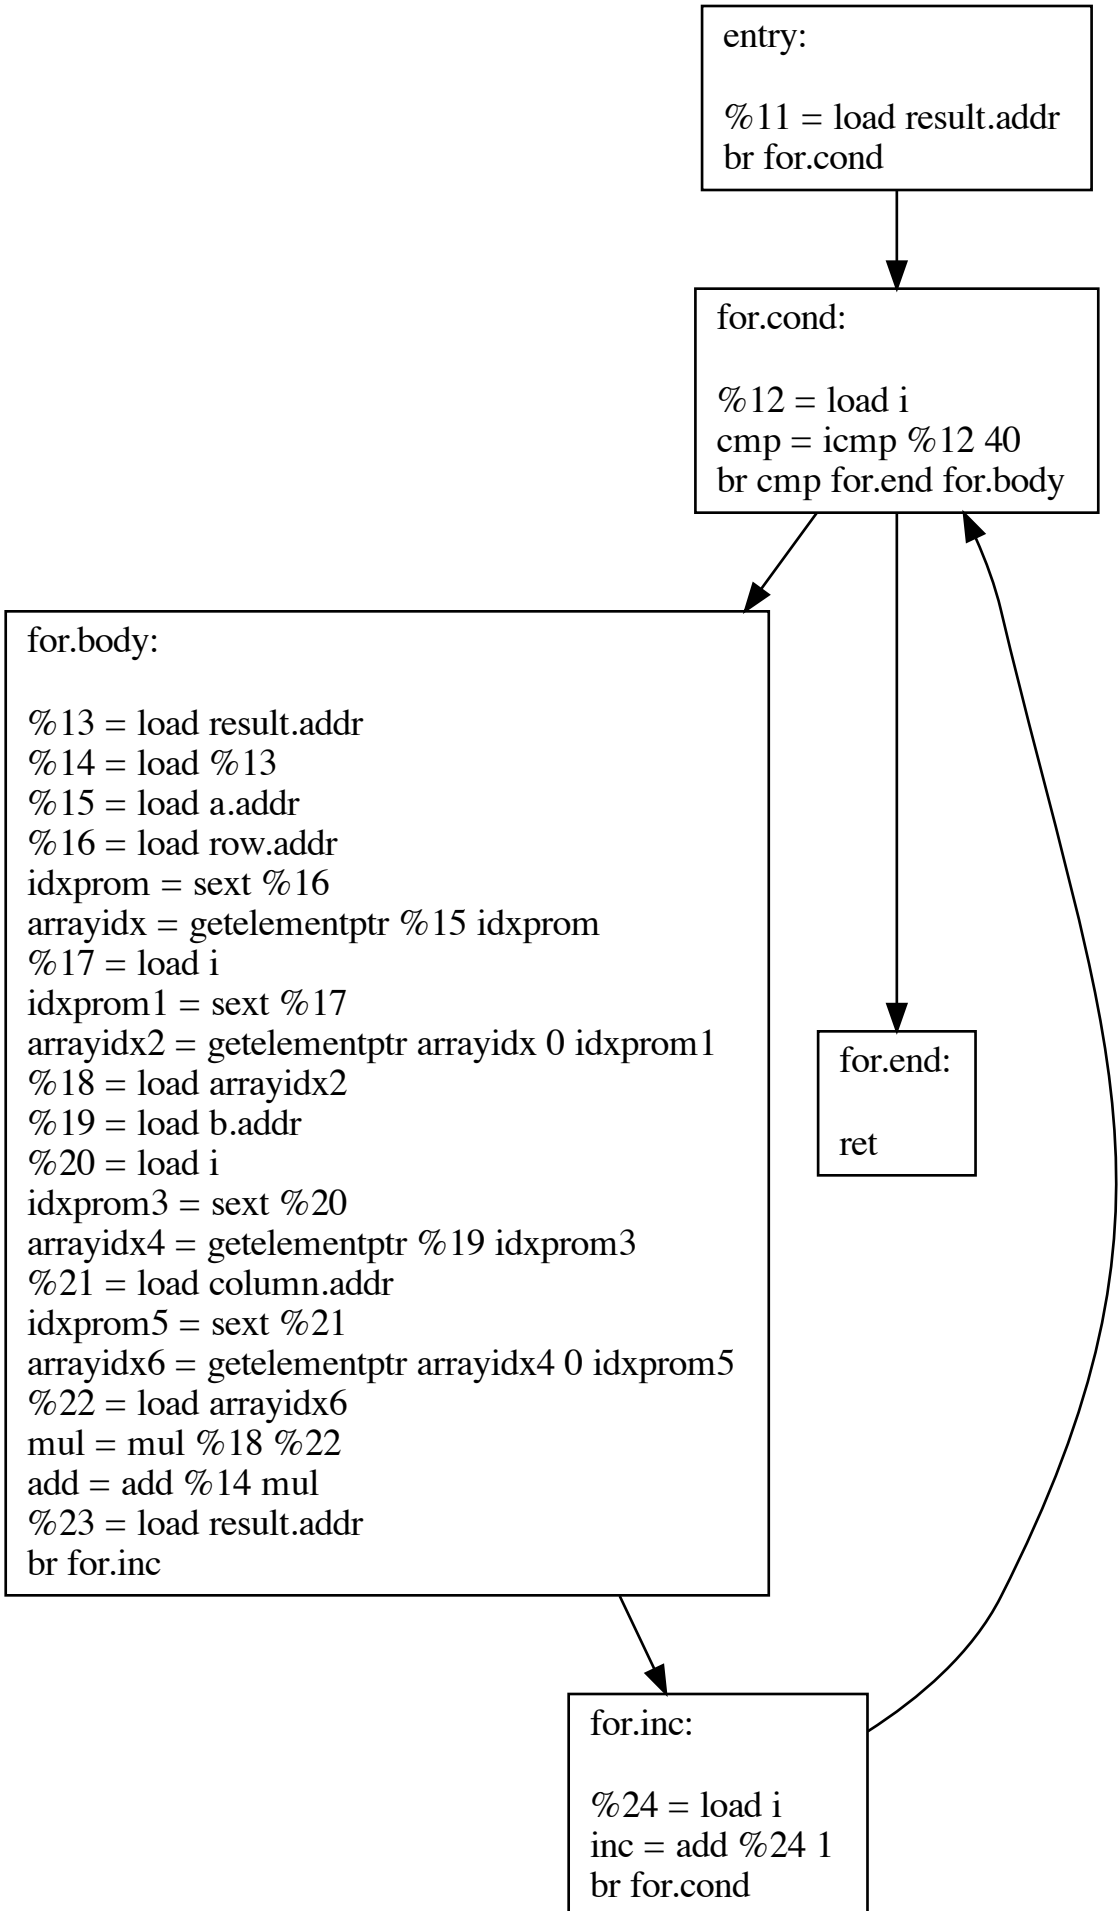 entry:
%11 = load result.addr
br for.cond
for.cond:
%12 = load i
cmp = icmp %12 40
br cmp for.end for.body
for.body:
%13 = load result.addr
%14 = load %13
%15 = load a.addr
%16 = load row.addr
idxprom = sext %16
arrayidx = getelementptr %15 idxprom
%17 = load i
idxprom1 = sext %17
arrayidx2 = getelementptr arrayidx 0 idxprom1
%18 = load arrayidx2
%19 = load b.addr
%20 = load i
idxprom3 = sext %20
arrayidx4 = getelementptr %19 idxprom3
%21 = load column.addr
idxprom5 = sext %21
arrayidx6 = getelementptr arrayidx4 0 idxprom5
%22 = load arrayidx6
mul = mul %18 %22
add = add %14 mul
%23 = load result.addr
br for.inc
for.end:
ret
for.inc:
%24 = load i
inc = add %24 1
br for.cond